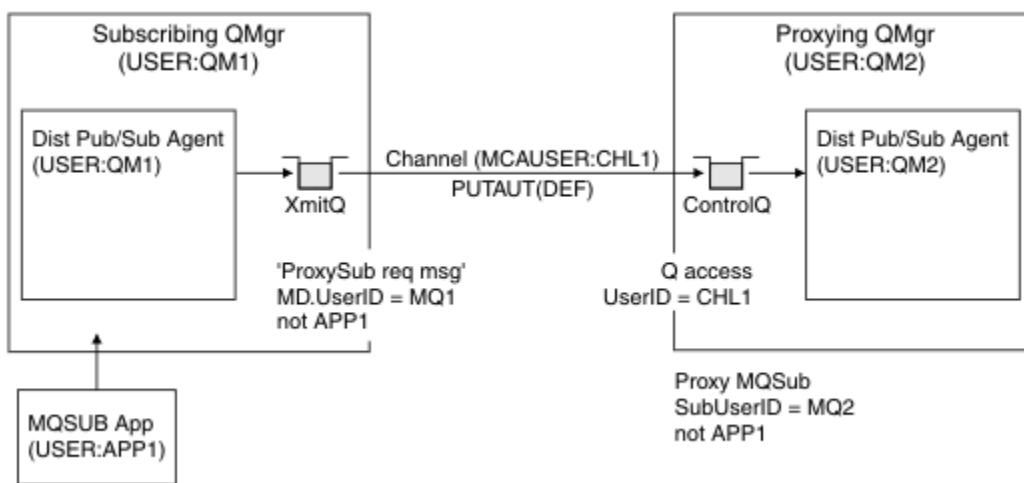 Subscribing QMgr
(USER:QM1)
Dist Pub/Sub Agent
(USER:QM1)
XmitQ
'ProxySub req msg'
MD.UserID = MQ1
not APP1
MQSUB App
(USER:APP1)
Channel (MCAUSER:CHL1)
PUTAUT(DEF)
Proxying QMgr
(USER:QM2)
ControlQ
Dist Pub/Sub Agent
(USER:QM2)
Q access
UserID = CHL1
Proxy MQSub
SubUserID = MQ2
not APP1